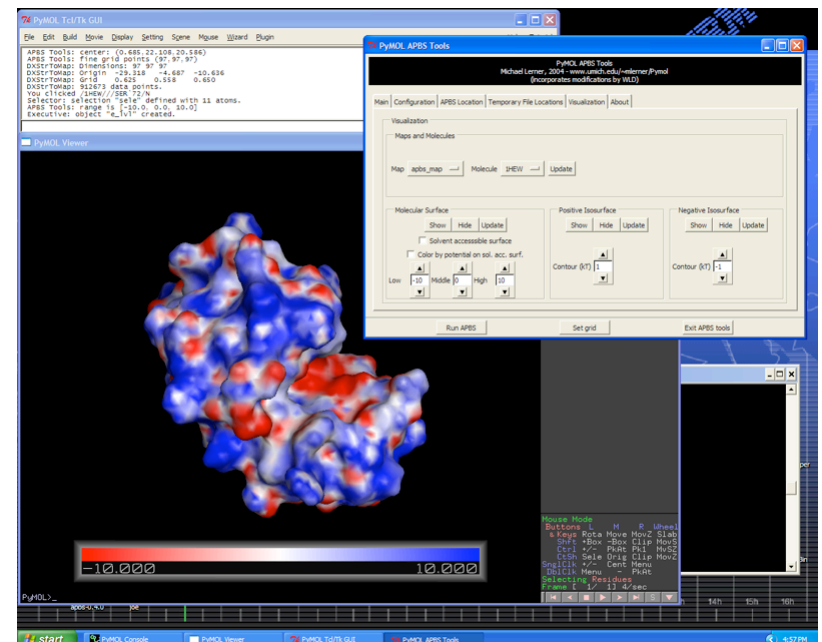 PyMOL Tcl/Tk GUI
File Edit Build Movie Display Setting Scene Mouse Wizard Plugin
APBS Tools: center: (0.685,22.108,20.586)
APBS Tools: fine grid points (97,97,97)
DXStrToMap: Dimensions: 97 97 97
DXStrToMap: Origin -29.318 -4.687 -10.636
DXStrToMap: Grid 0.625 0.558 0.650
DXStrToMap: 912673 data points.
You clicked /1HEW///SER`72/N
Selector: selection "sele" defined with 11 atoms.
APBS Tools: range is [-10.0, 0.0, 10.0]
Executive: object "e_lvl" created.
PyMOL Viewer
PyMOL APBS Tools
PyMOL APBS Tools
Michael Lerner, 2004 - www.umich.edu/~mlerner/Pymol
(incorporates modifications by WLD)
Main Configuration APBS Location Temporary File Locations Visualization About
Visualization
Maps and Molecules
Map apbs_map Molecule 1HEW Update
Molecular Surface
Show Hide Update
Solvent accesssible surface
Color by potential on sol. acc. surf.
Low -10 Middle 0 High 10
Positive Isosurface
Show Hide Update
Contour (kT) 1
Negative Isosurface
Show Hide Update
Contour (kT) -1
Run APBS Set grid Exit APBS tools
-10.000 10.000
PyMOL>_
Mouse Mode
Buttons L M R Wheel
& Keys Rota Move MovZ Slab
Shft +Box -Box Clip MovS
Ctrl +/- PkAt Pk1 MvSZ
CtSh Sele Orig Clip MovZ
SnglClk +/- Cent Menu
DblClk Menu - PkAt
Selecting Residues
Frame [ 1/ 1] 4/sec
S
apbs-0.4.0 joe
14h 15h 16h
start PyMOL Console PyMOL Viewer PyMOL Tcl/Tk GUI PyMOL APBS Tools 4:57 PM